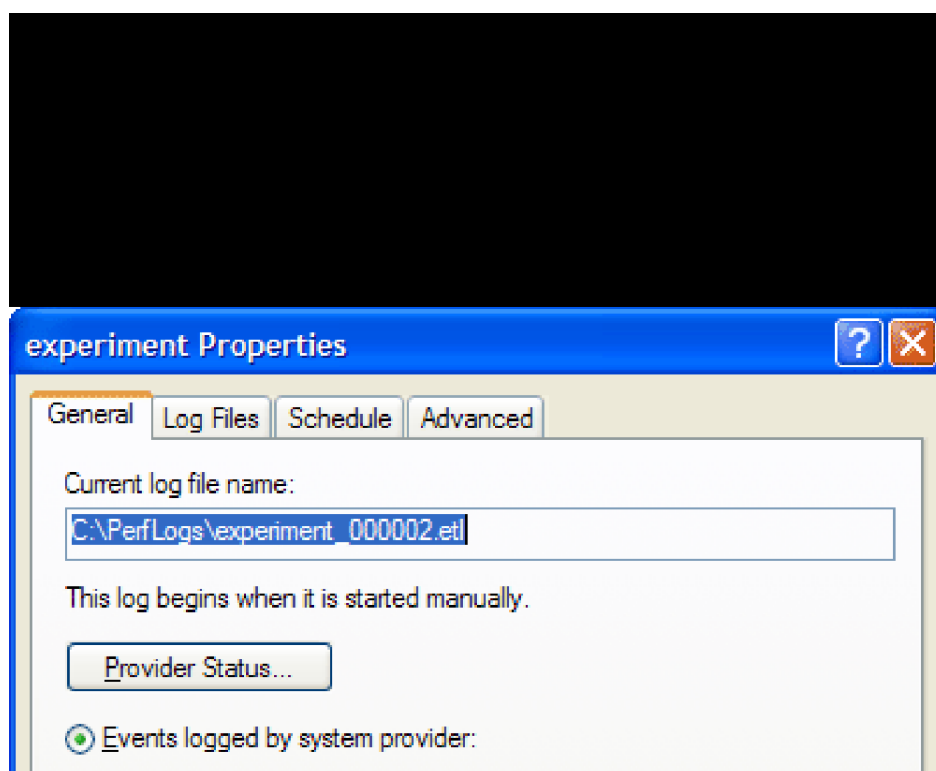 experiment Properties
General Log Files Schedule Advanced
Current log file name:
C:\PerfLogs\experiment_000002.etl
This log begins when it is started manually.
Provider Status...
Events logged by system provider: